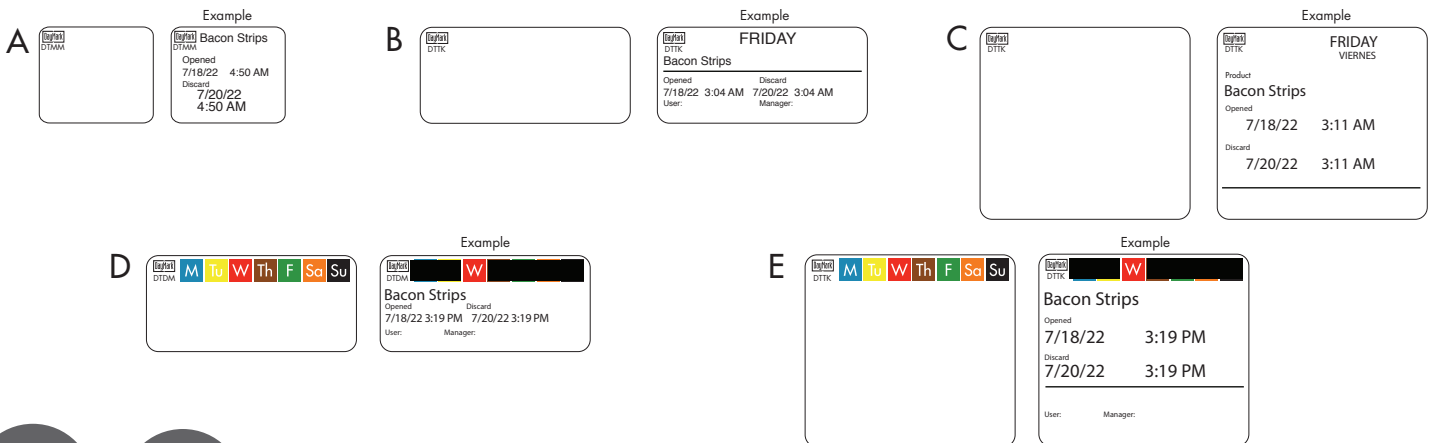 Example
A
DayMark
DTMM
DayMark Bacon Strips
DTMM
Opened
7/18/22 4:50 AM
Discard
7/20/22
4:50 AM
Example
B
DayMark
DTTK
DayMark FRIDAY
DTTK
Bacon Strips
Opened Discard
7/18/22 3:04 AM 7/20/22 3:04 AM
User: Manager:
Example
C
DayMark
DTTK
DayMark FRIDAY
DTTK VIERNES
Product
Bacon Strips
Opened
7/18/22 3:11 AM
Discard
7/20/22 3:11 AM
Example
D
DayMark M Tu W Th F Sa Su
DTDM
DayMark W
DTDM
Bacon Strips
Opened Discard
7/18/22 3:19 PM 7/20/22 3:19 PM
User: Manager:
Example
E
DayMark M Tu W Th F Sa Su
DTTK
DayMark W
DTTK
Bacon Strips
Opened
7/18/22 3:19 PM
Discard
7/20/22 3:19 PM
User: Manager: